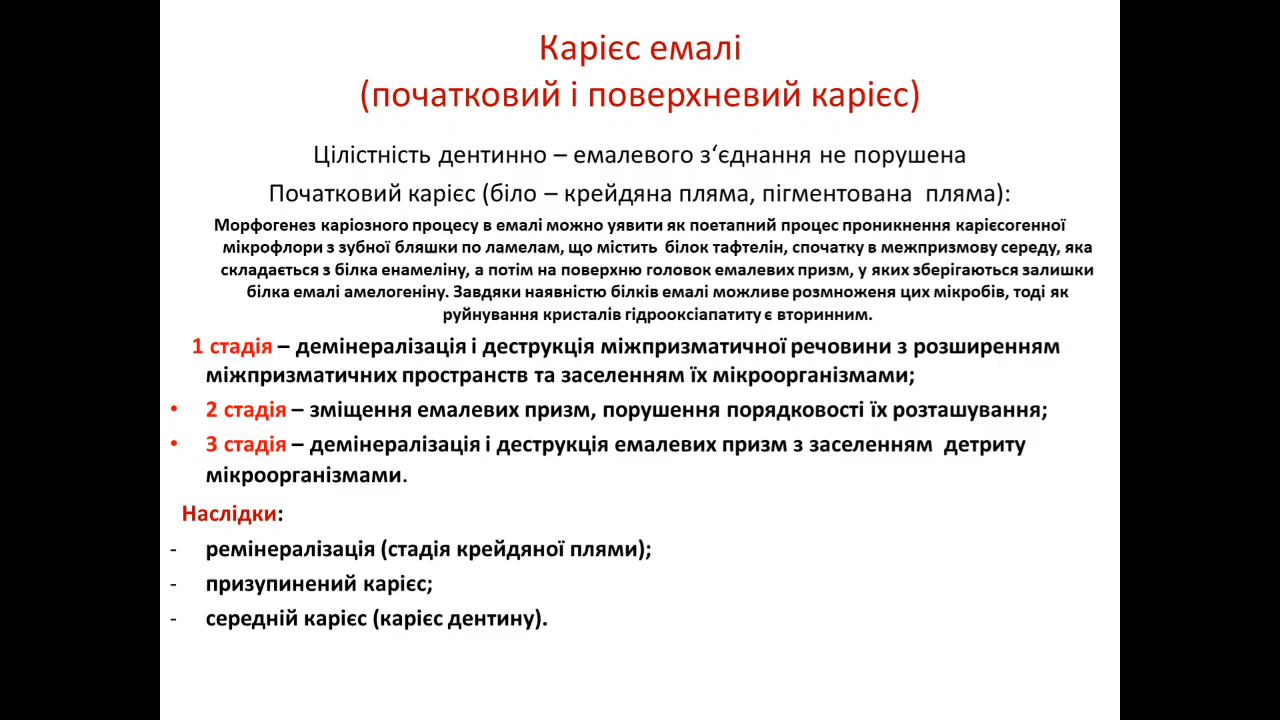 Карієс емалі
(початковий і поверхневий карієс)
Цілістність дентинно – емалевого з‘єднання не порушена
Початковий карієс (біло – крейдяна пляма, пігментована пляма):
Морфогенез каріозного процесу в емалі можно уявити як поетапний процес проникнення карієсогенної
мікрофлори з зубної бляшки по ламелам, що містить білок тафтелін, спочатку в межпризмову середу, яка
складається з білка енамеліну, а потім на поверхню головок емалевих призм, у яких зберігаються залишки
білка емалі амелогеніну. Завдяки наявністю білків емалі можливе розмноженя цих мікробів, тоді як
руйнування кристалів гідрооксіапатиту є вторинним.
1 стадія – демінералізація і деструкція міжпризматичної речовини з розширенням
міжпризматичних пространств та заселенням їх мікроорганізмами;
• 2 стадія – зміщення емалевих призм, порушення порядковості їх розташування;
• 3 стадія – демінералізація і деструкція емалевих призм з заселенням детриту
мікроорганізмами.
Наслідки:
- ремінералізація (стадія крейдяної плями);
- призупинений карієс;
- середній карієс (карієс дентину).